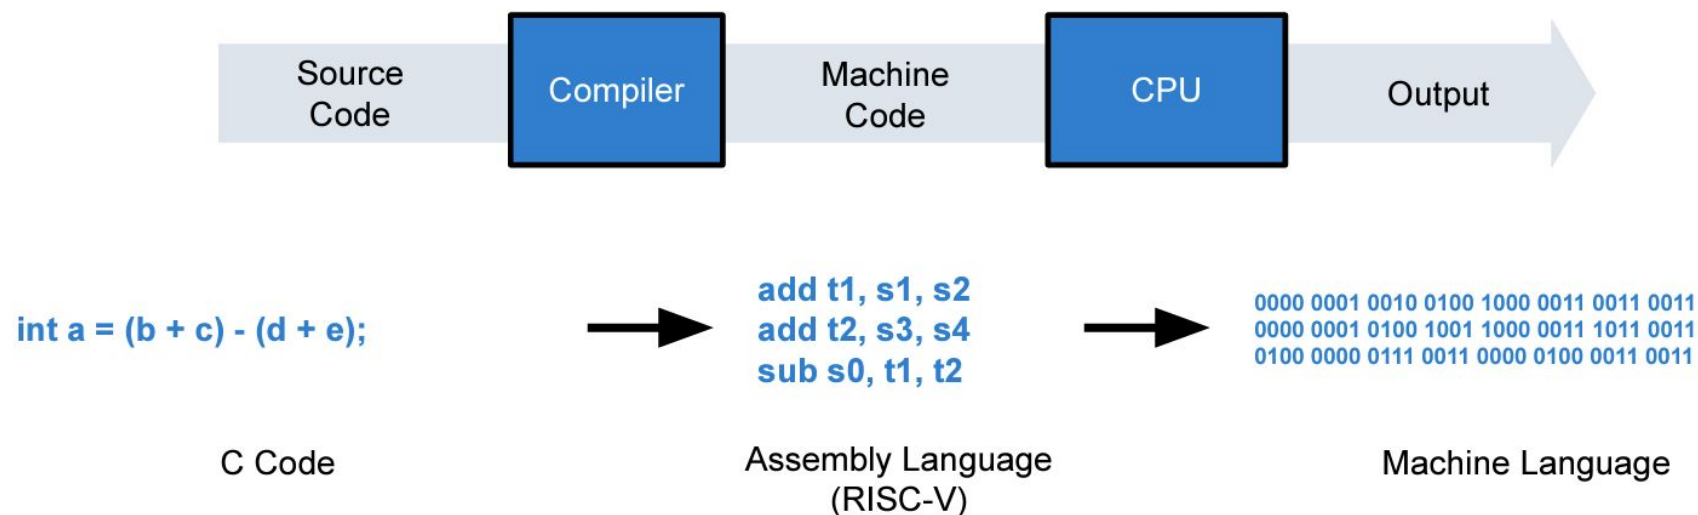 Source
Code
Compiler
Machine
Code
CPU
Output
int a = (b + c) - (d + e);
add t1, s1, s2
add t2, s3, s4
sub s0, t1, t2
0000 0001 0010 0100 1000 0011 0011 0011
0000 0001 0100 1001 1000 0011 1011 0011
0100 0000 0111 0011 0000 0100 0011 0011
C Code
Assembly Language
(RISC-V)
Machine Language